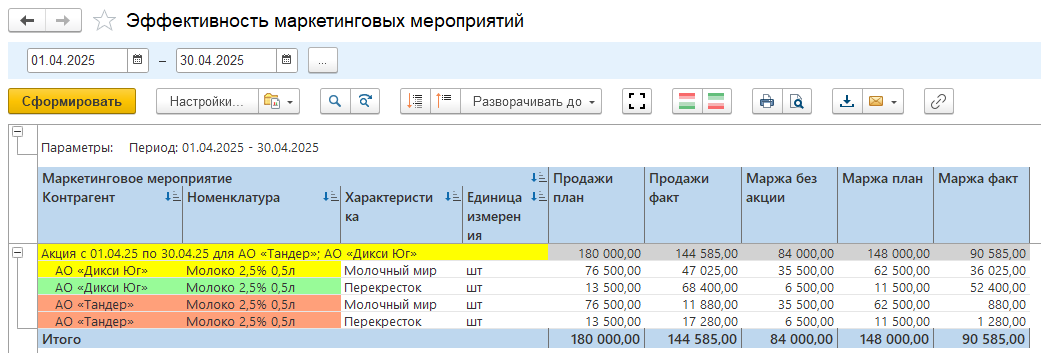 Эффективность маркетинговых мероприятий
01.04.2025 – 30.04.2025 ...
Сформировать Настройки... Разворачивать до
Параметры: Период: 01.04.2025 - 30.04.2025
Маркетинговое мероприятие Продажи план Продажи факт Маржа без акции Маржа план Маржа факт
Контрагент Номенклатура Характеристи Единица
ка измерен
ия
Акция с 01.04.25 по 30.04.25 для АО «Тандер»; АО «Дикси Юг» 180 000,00 144 585,00 84 000,00 148 000,00 90 585,00
АО «Дикси Юг» Молоко 2,5% 0,5л Молочный мир шт 76 500,00 47 025,00 35 500,00 62 500,00 36 025,00
АО «Дикси Юг» Молоко 2,5% 0,5л Перекресток шт 13 500,00 68 400,00 6 500,00 11 500,00 52 400,00
АО «Тандер» Молоко 2,5% 0,5л Молочный мир шт 76 500,00 11 880,00 35 500,00 62 500,00 880,00
АО «Тандер» Молоко 2,5% 0,5л Перекресток шт 13 500,00 17 280,00 6 500,00 11 500,00 1 280,00
Итого 180 000,00 144 585,00 84 000,00 148 000,00 90 585,00